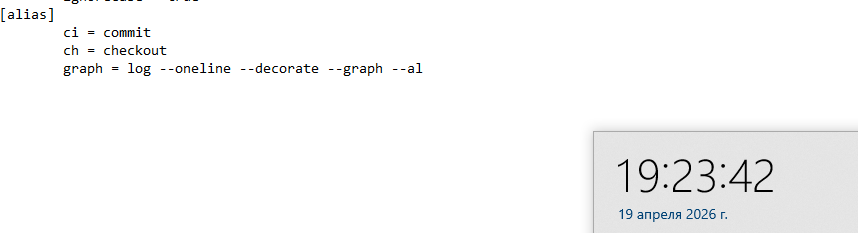 [alias]
ci = commit
ch = checkout
graph = log --oneline --decorate --graph --al
19:23:42
19 апреля 2026 г.